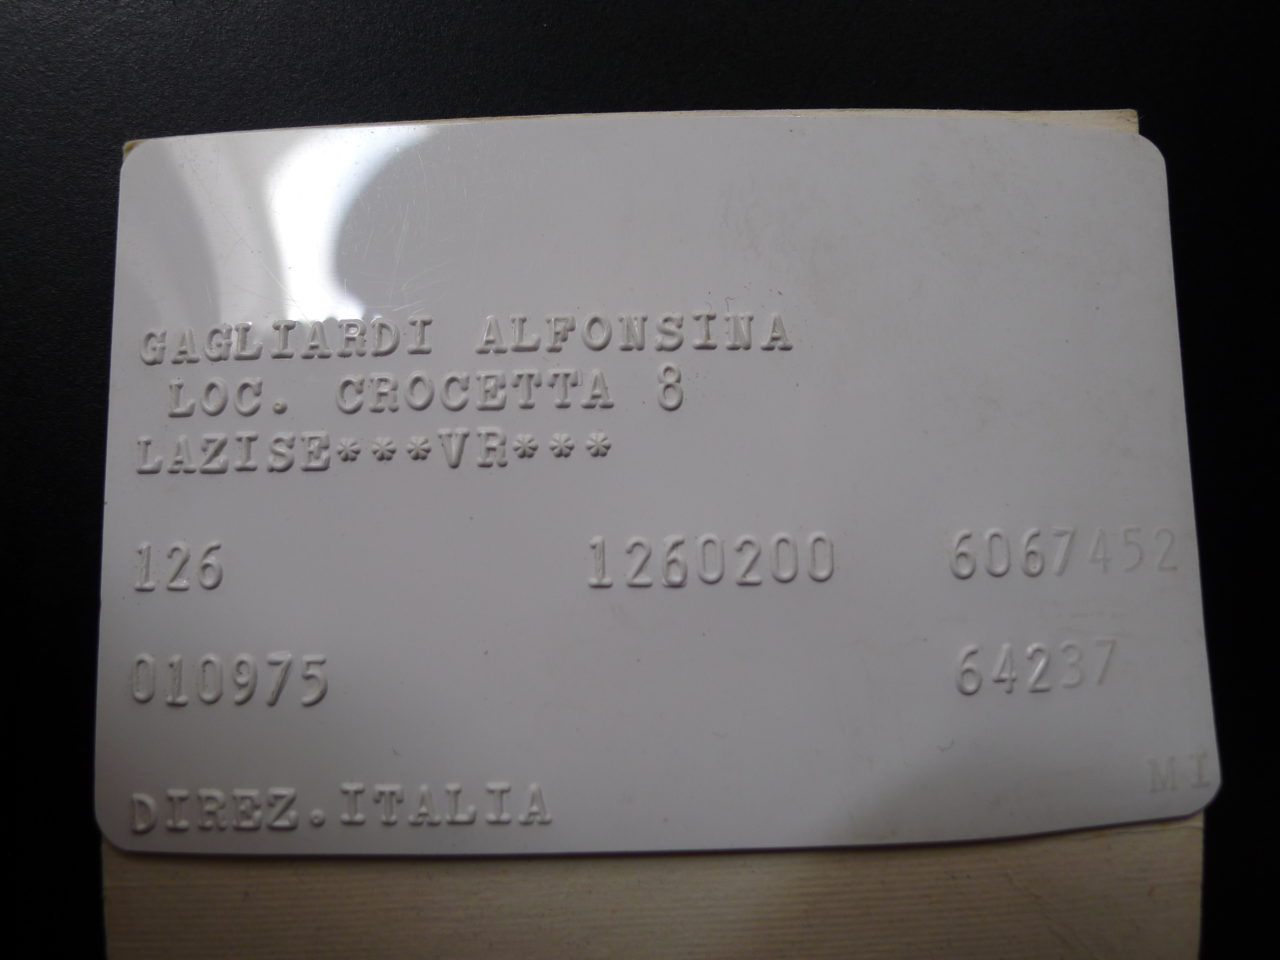 GAGLIARDI ALFONSINA
LOC. CROCETTA 8
LAZISE***VR***
126 1260200 6067452
010975 64237
MI
DIREZ.ITALIA